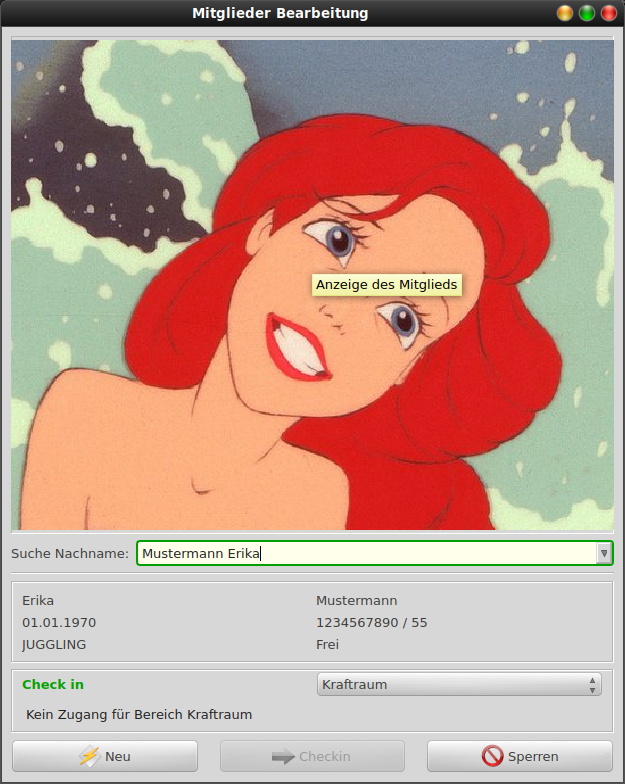 Mitglieder Bearbeitung
Anzeige des Mitglieds
Suche Nachname: Mustermann Erika
Erika Mustermann
01.01.1970 1234567890 / 55
JUGGLING Frei
Check in Kraftraum
Kein Zugang für Bereich Kraftraum
Neu Checkin Sperren